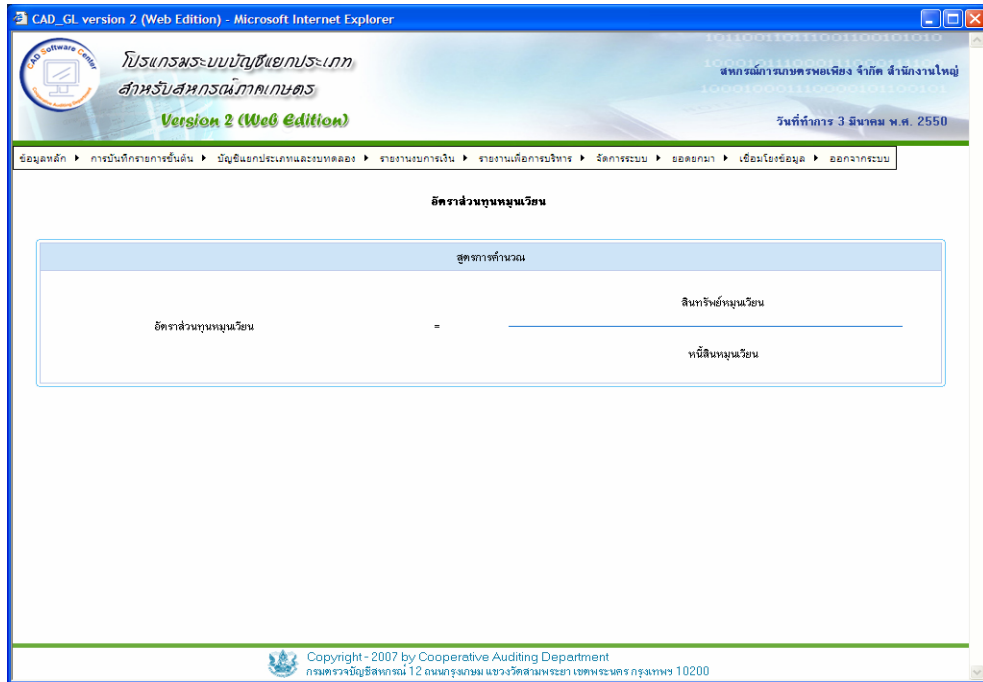 CAD_GL version 2 (Web Edition) - Microsoft Internet Explorer
CAD Software Center
Cooperative Auditing Department
โปรแกรมระบบบัญชีแยกประเภท
สำหรับสหกรณ์ภาคเกษตร
Version 2 (Web Edition)
สหกรณ์การเกษตรพอเพียง จำกัด สำนักงานใหญ่
วันที่ทำการ 3 มีนาคม พ.ศ. 2550
ข้อมูลหลัก การบันทึกรายการขั้นต้น บัญชีแยกประเภทและงบทดลอง รายงานงบการเงิน รายงานเพื่อการบริหาร จัดการระบบ ยอดยกมา เชื่อมโยงข้อมูล ออกจากระบบ
อัตราส่วนทุนหมุนเวียน
สูตรการคำนวณ
สินทรัพย์หมุนเวียน
อัตราส่วนทุนหมุนเวียน =
หนี้สินหมุนเวียน
Copyright - 2007 by Cooperative Auditing Department
กรมตรวจบัญชีสหกรณ์ 12 ถนนกรุงเกษม แขวงวัดสามพระยา เขตพระนคร กรุงเทพฯ 10200